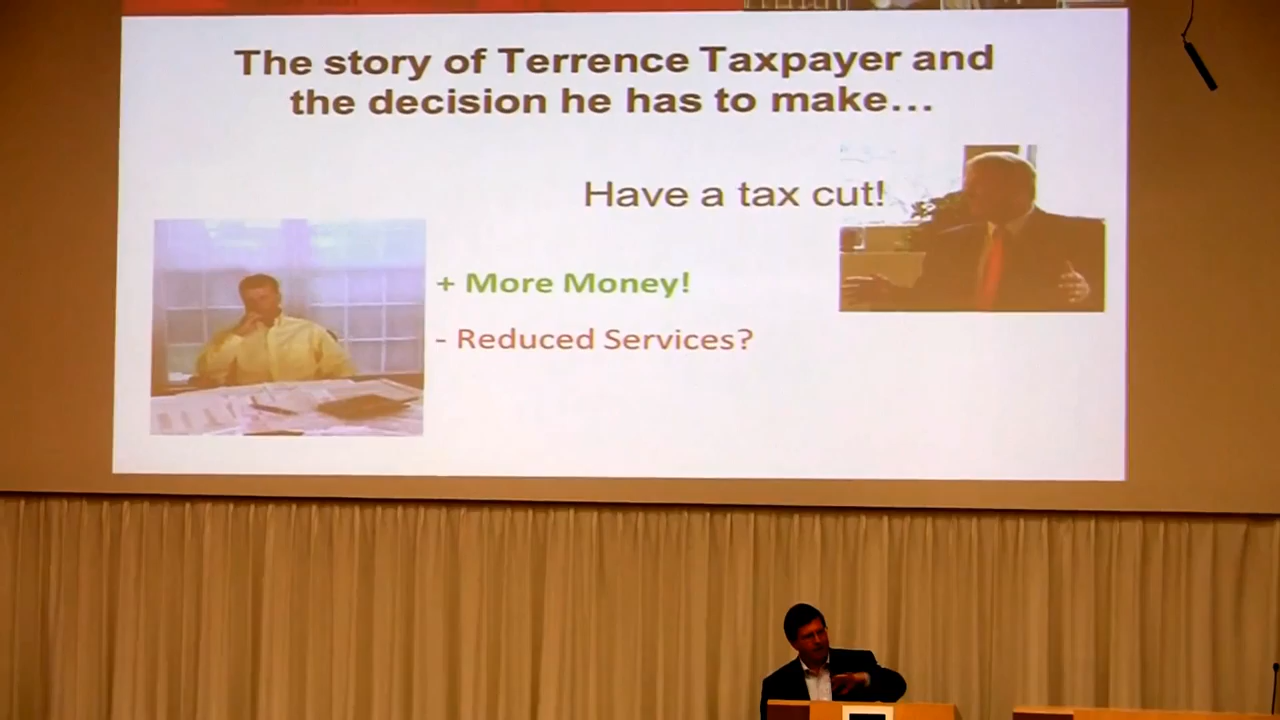 The story of Terrence Taxpayer and
the decision he has to make...
Have a tax cut!
+ More Money!
- Reduced Services?